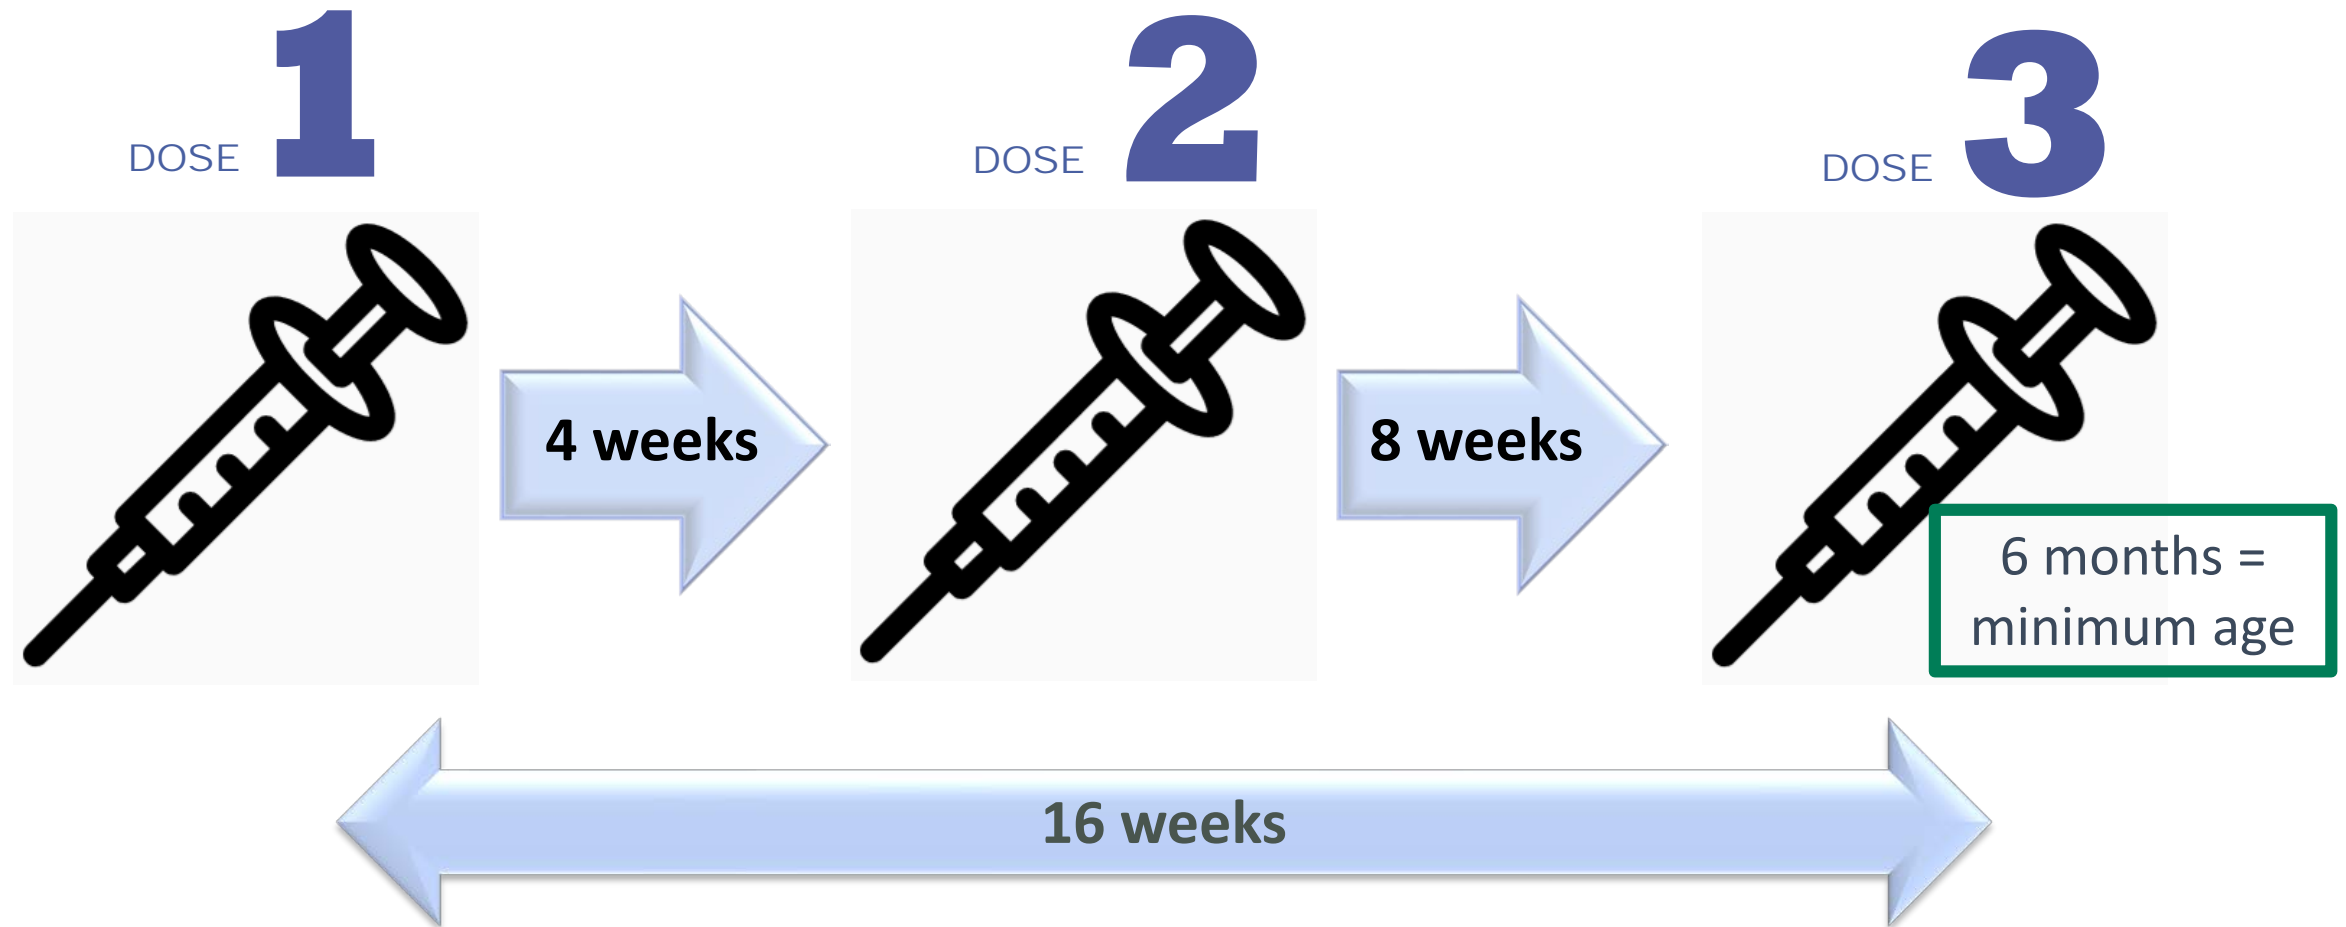 DOSE 1
DOSE 2
DOSE 3
4 weeks
8 weeks
6 months =
minimum age
16 weeks